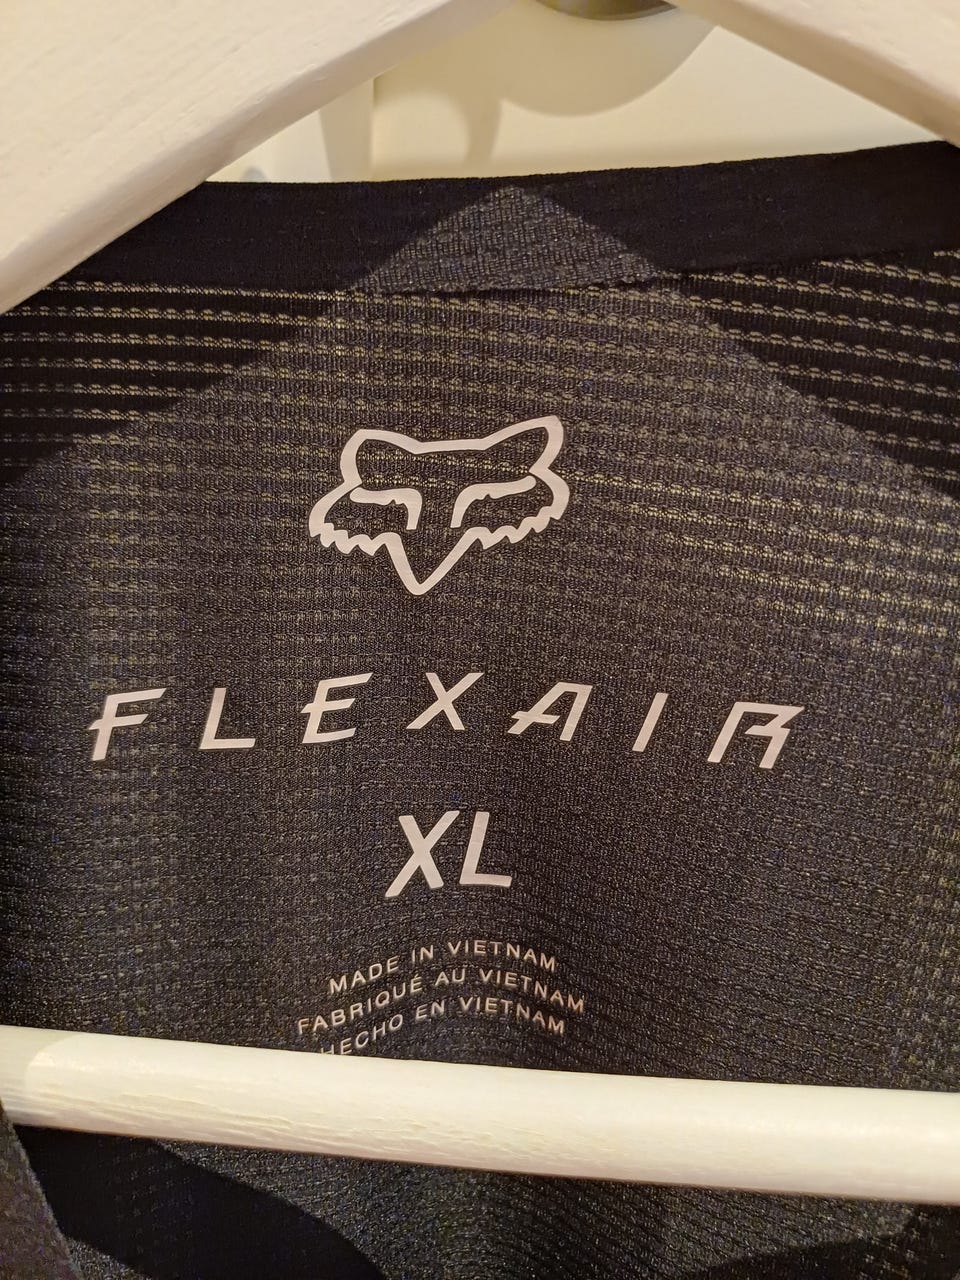 FLEXAIR
XL
MADE IN VIETNAM
FABRIQUÉ AU VIETNAM
HECHO EN VIETNAM